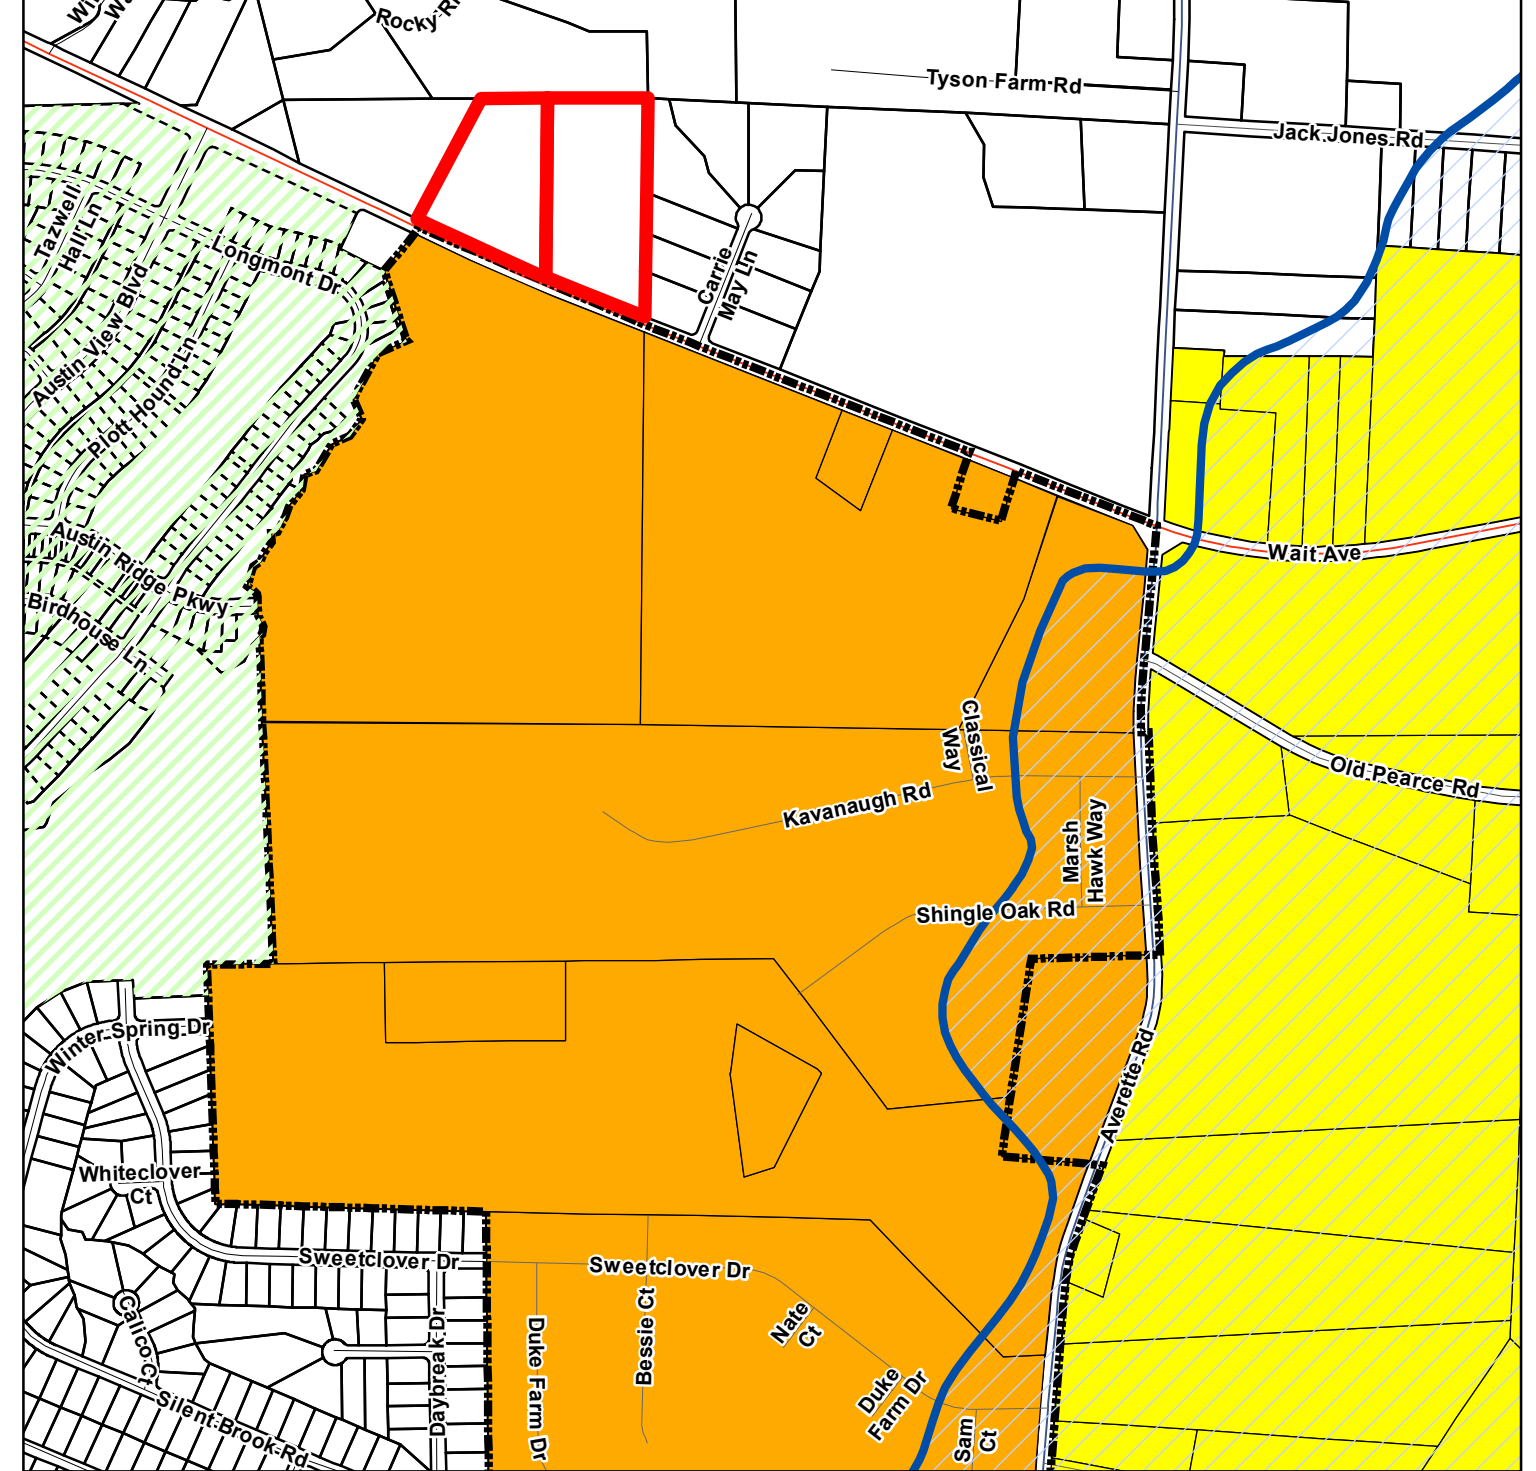 Rocky
Tyson Farm Rd
Jack Jones Rd
Tazwell
Hall Ln
Longmont Dr
Carrie
May Ln
Austin View Blvd
Plott Hound Ln
Austin Ridge Pkwy
Birdhouse Ln
Wait Ave
Old Pearce Rd
Classical
Way
Kavanaugh Rd
Marsh
Hawk Way
Shingle Oak Rd
Winter Spring Dr
Averette Rd
Whiteclover
Ct
Sweetclover Dr
Sweetclover Dr
Calico Ct
Daybreak Dr
Duke Farm Dr
Bessie Ct
Nate
Ct
Duke
Farm Dr
Silent Brook Rd
Sam
Ct